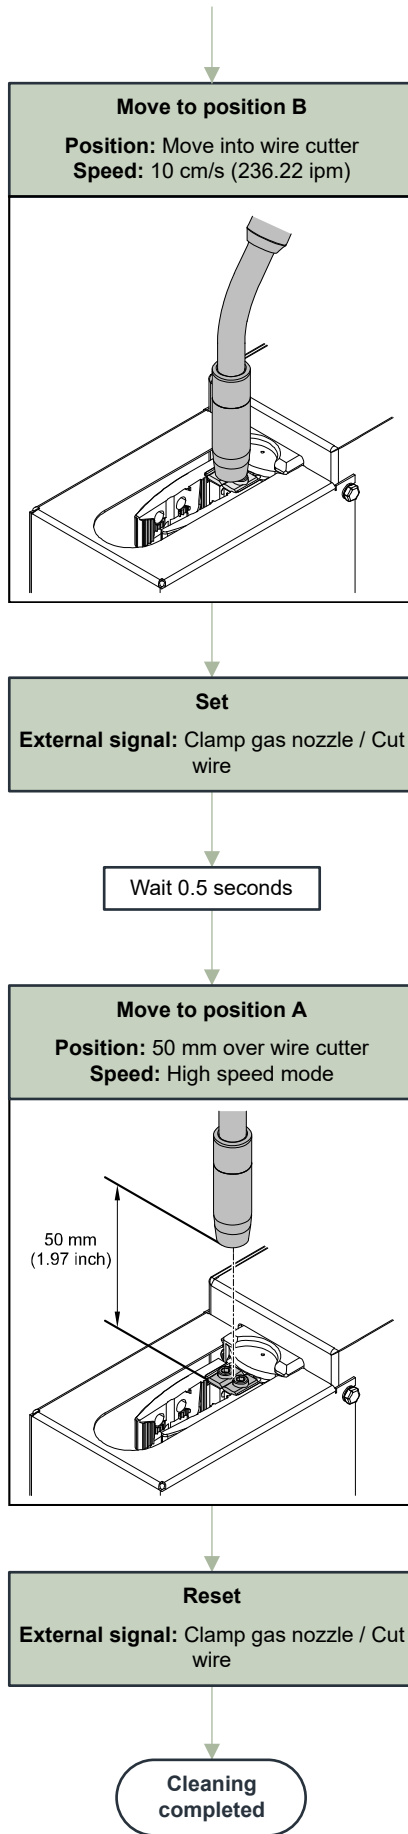 Move to position B
Position: Move into wire cutter
Speed: 10 cm/s (236.22 ipm)
Set
External signal: Clamp gas nozzle / Cut
wire
Wait 0.5 seconds
Move to position A
Position: 50 mm over wire cutter
Speed: High speed mode
50 mm
(1.97 inch)
Reset
External signal: Clamp gas nozzle / Cut
wire
Cleaning
completed